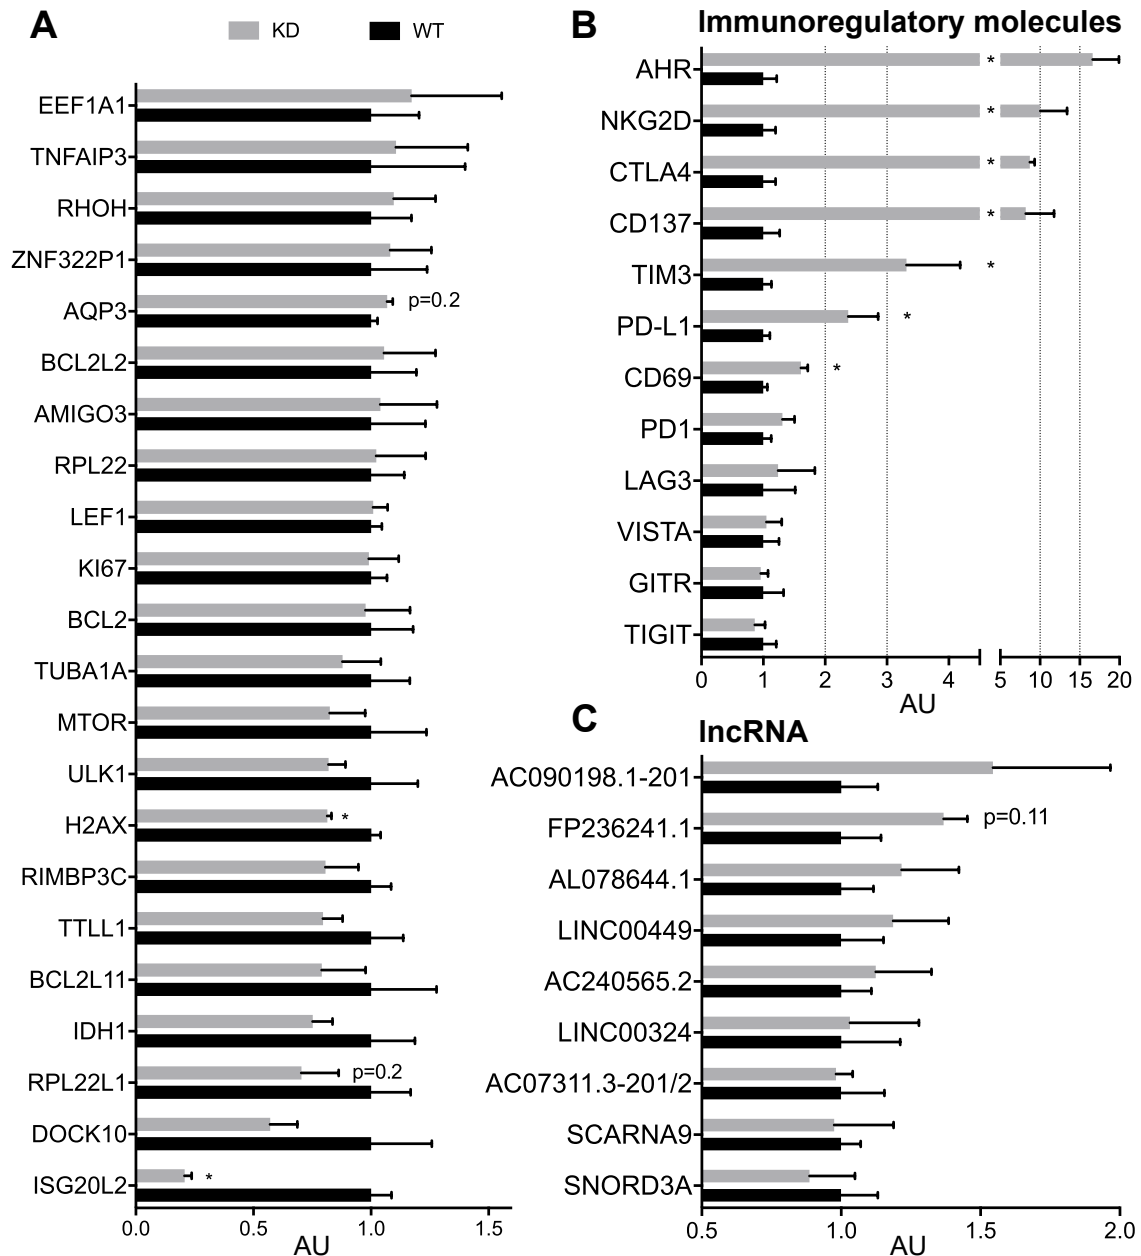 A
KD
WT
EEF1A1
TNFAIP3
RHOH
ZNF322P1
AQP3
p=0.2
BCL2L2
AMIGO3
RPL22
LEF1
KI67
BCL2
TUBA1A
MTOR
ULK1
H2AX
*
RIMBP3C
TTLL1
BCL2L11
IDH1
RPL22L1
p=0.2
DOCK10
ISG20L2
*
0.0
0.5
1.0
1.5
AU
B
Immunoregulatory molecules
AHR
*
NKG2D
*
CTLA4
*
CD137
*
TIM3
*
PD-L1
*
CD69
*
PD1
LAG3
VISTA
GITR
TIGIT
0
1
2
3
4
5
10
15
20
AU
C
lncRNA
AC090198.1-201
FP236241.1
p=0.11
AL078644.1
LINC00449
AC240565.2
LINC00324
AC07311.3-201/2
SCARNA9
SNORD3A
0.5
1.0
1.5
2.0
AU